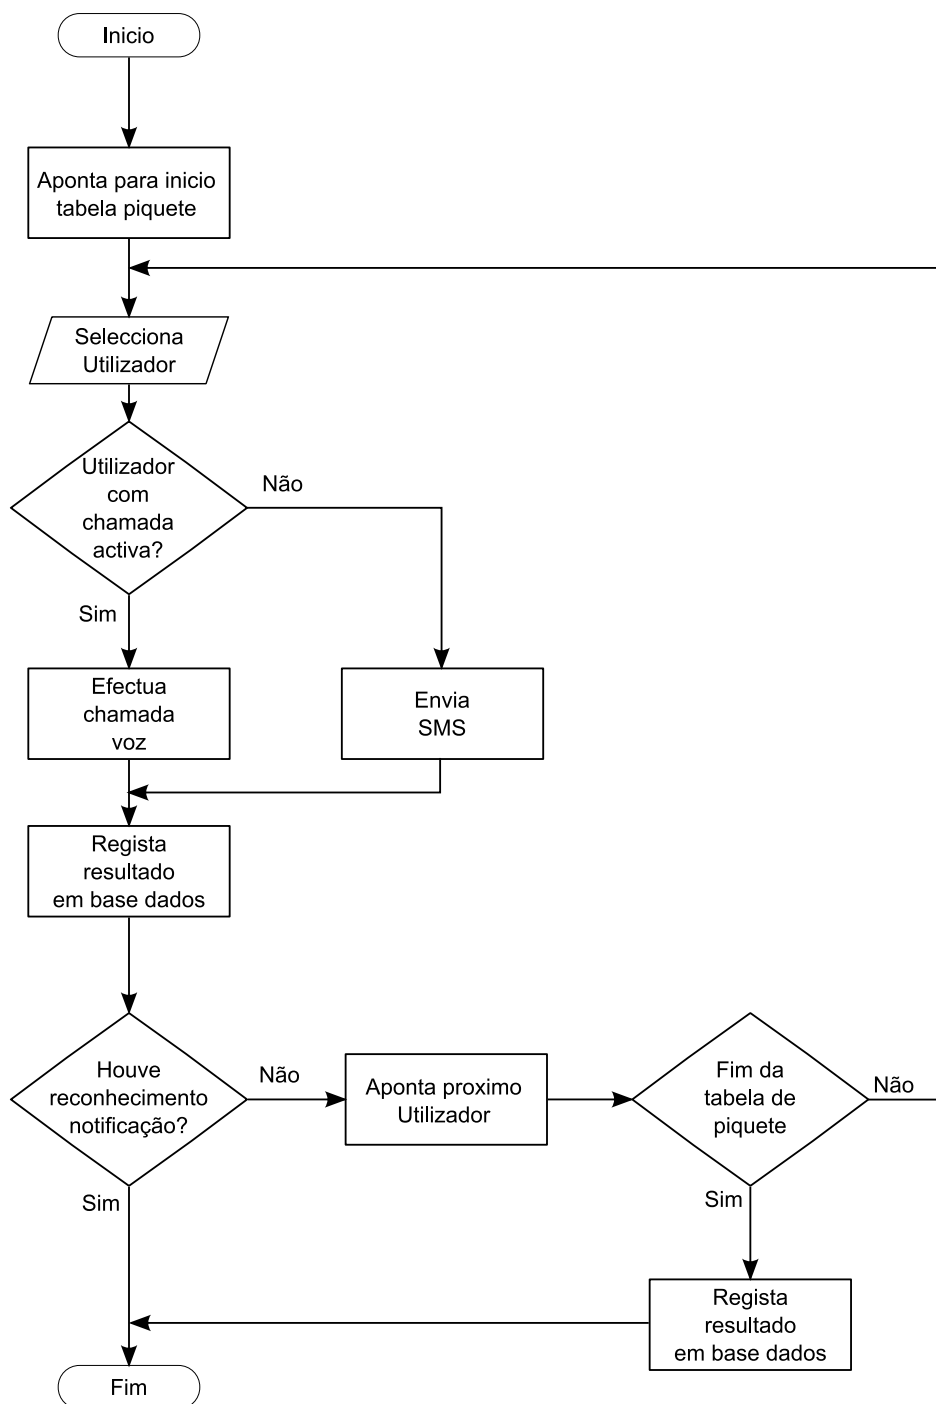 Inicio
Aponta para inicio
tabela piquete
Selecciona
Utilizador
Utilizador
com
chamada
activa?
Não
Sim
Efectua
chamada
voz
Envia
SMS
Regista
resultado
em base dados
Houve
reconhecimento
notificação?
Não
Aponta proximo
Utilizador
Fim da
tabela de
piquete
Não
Sim
Sim
Regista
resultado
em base dados
Fim